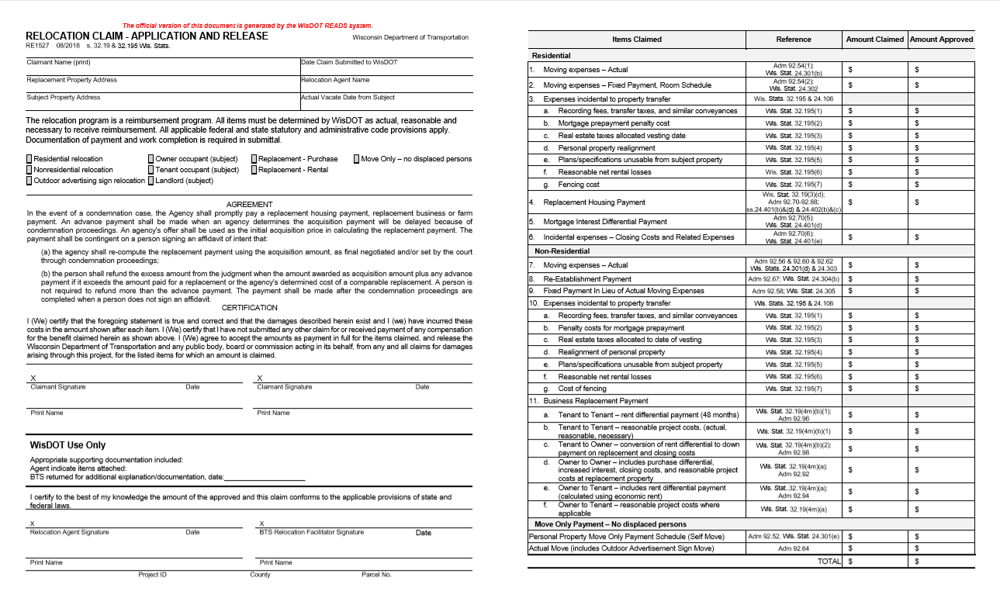 The official version of this document is generated by the WisDOT READS system.
RELOCATION CLAIM - APPLICATION AND RELEASE
Wisconsin Department of Transportation
RE1527 08/2018 s. 32.19 & 32.195 Wis. Stats.
Claimant Name (print) Date Claim Submitted to WisDOT
Replacement Property Address Relocation Agent Name
Subject Property Address Actual Vacate Date from Subject
The relocation program is a reimbursement program. All items must be determined by WisDOT as actual, reasonable and
necessary to receive reimbursement. All applicable federal and state statutory and administrative code provisions apply.
Documentation of payment and work completion is required in submittal.
Residential relocation Owner occupant (subject) Replacement - Purchase Move Only – no displaced persons
Nonresidential relocation Tenant occupant (subject) Replacement - Rental
Outdoor advertising sign relocation Landlord (subject)
AGREEMENT
In the event of a condemnation case, the Agency shall promptly pay a replacement housing payment, replacement business or farm
payment. An advance payment shall be made when an agency determines the acquisition payment will be delayed because of
condemnation proceedings. An agency's offer shall be used as the initial acquisition price in calculating the replacement payment. The
payment shall be contingent on a person signing an affidavit of intent that:
(a) the agency shall re-compute the replacement payment using the acquisition amount, as final negotiated and/or set by the court
through condemnation proceedings;
(b) the person shall refund the excess amount from the judgment when the amount awarded as acquisition amount plus any advance
payment if it exceeds the amount paid for a replacement or the agency's determined cost of a comparable replacement. A person is
not required to refund more than the advance payment. The payment shall be made after the condemnation proceedings are
completed when a person does not sign an affidavit.
CERTIFICATION
I (We) certify that the foregoing statement is true and correct and that the damages described herein exist and I (we) have incurred these
costs in the amount shown after each item. I (We) certify that I have not submitted any other claim for or received payment of any compensation
for the benefit claimed herein as shown above. I (We) agree to accept the amounts as payment in full for the items claimed, and release the
Wisconsin Department of Transportation and any public body, board or commission acting in its behalf, from any and all claims for damages
arising through this project, for the listed items for which an amount is claimed.
X X
Claimant Signature Date Claimant Signature Date
Print Name Print Name
WisDOT Use Only
Appropriate supporting documentation included:
Agent indicate items attached:
BTS returned for additional explanation/documentation, date:
I certify to the best of my knowledge the amount of the approved and this claim conforms to the applicable provisions of state and
federal laws.
X X
Relocation Agent Signature Date BTS Relocation Facilitator Signature Date
Print Name Print Name
Project ID County Parcel No.
Items Claimed Reference Amount Claimed Amount Approved
Residential
1. Moving expenses – Actual Adm 92.54(1); Wis. Stat. 24.301(b) $ $
2. Moving expenses – Fixed Payment, Room Schedule Adm 92.54(2); Wis. Stat. 24.302 $ $
3. Expenses incidental to property transfer Wis. Stats. 32.195 & 24.106
a. Recording fees, transfer taxes, and similar conveyances Wis. Stat. 32.195(1) $ $
b. Mortgage prepayment penalty cost Wis. Stat. 32.195(2) $ $
c. Real estate taxes allocated vesting date Wis. Stat. 32.195(3) $ $
d. Personal property realignment Wis. Stat. 32.195(4) $ $
e. Plans/specifications unusable from subject property Wis. Stat. 32.195(5) $ $
f. Reasonable net rental losses Wis. Stat. 32.195(6) $ $
g. Fencing cost Wis. Stat. 32.195(7) $ $
4. Replacement Housing Payment Wis. Stat. 32.19(3)(d); Adm 92.70-92.88; ss.24.401(b)&(d) & 24.402(b)&(c) $ $
5. Mortgage Interest Differential Payment Adm 92.70(5); Wis. Stat. 24.401(d) $ $
6. Incidental expenses – Closing Costs and Related Expenses Adm 92.70(6); Wis. Stat. 24.401(e) $ $
Non-Residential
7. Moving expenses – Actual Adm 92.56 & 92.60 & 92.62 Wis. Stats. 24.301(d) & 24.303 $ $
8. Re-Establishment Payment Adm 92.67; Wis. Stat. 24.304(b) $ $
9. Fixed Payment In Lieu of Actual Moving Expenses Adm 92.58; Wis. Stat. 24.305 $ $
10. Expenses incidental to property transfer Wis. Stats. 32.195 & 24.106
a. Recording fees, transfer taxes, and similar conveyances Wis. Stat. 32.195(1) $ $
b. Penalty costs for mortgage prepayment Wis. Stat. 32.195(2) $ $
c. Real estate taxes allocated to date of vesting Wis. Stat. 32.195(3) $ $
d. Realignment of personal property Wis. Stat. 32.195(4) $ $
e. Plans/specifications unusable from subject property Wis. Stat. 32.195(5) $ $
f. Reasonable net rental losses Wis. Stat. 32.195(6) $ $
g. Cost of fencing Wis. Stat. 32.195(7) $ $
11. Business Replacement Payment
a. Tenant to Tenant – rent differential payment (48 months) Wis. Stat. 32.19(4m)(b)(1); Adm 92.96 $ $
b. Tenant to Tenant – reasonable project costs, (actual, reasonable, necessary) Wis. Stat. 32.19(4m)(b)(1) $ $
c. Tenant to Owner – conversion of rent differential to down payment on replacement and closing costs Wis. Stat. 32.19(4m)(b)(2); Adm 92.98 $ $
d. Owner to Owner – includes purchase differential, increased interest, closing costs, and reasonable project costs at replacement property Wis. Stat. 32.19(4m)(a); Adm 92.92 $ $
e. Owner to Tenant – includes rent differential payment (calculated using economic rent) Wis. Stat..32.19(4m)(a); Adm 92.94 $ $
f. Owner to Tenant – reasonable project costs where applicable Wis. Stat. 32.19(4m)(a) $ $
Move Only Payment – No displaced persons
Personal Property Move Only Payment Schedule (Self Move) Adm 92.52, Wis. Stat. 24.301(e) $ $
Actual Move (includes Outdoor Advertisement Sign Move) Adm 92.64 $ $
TOTAL $ $